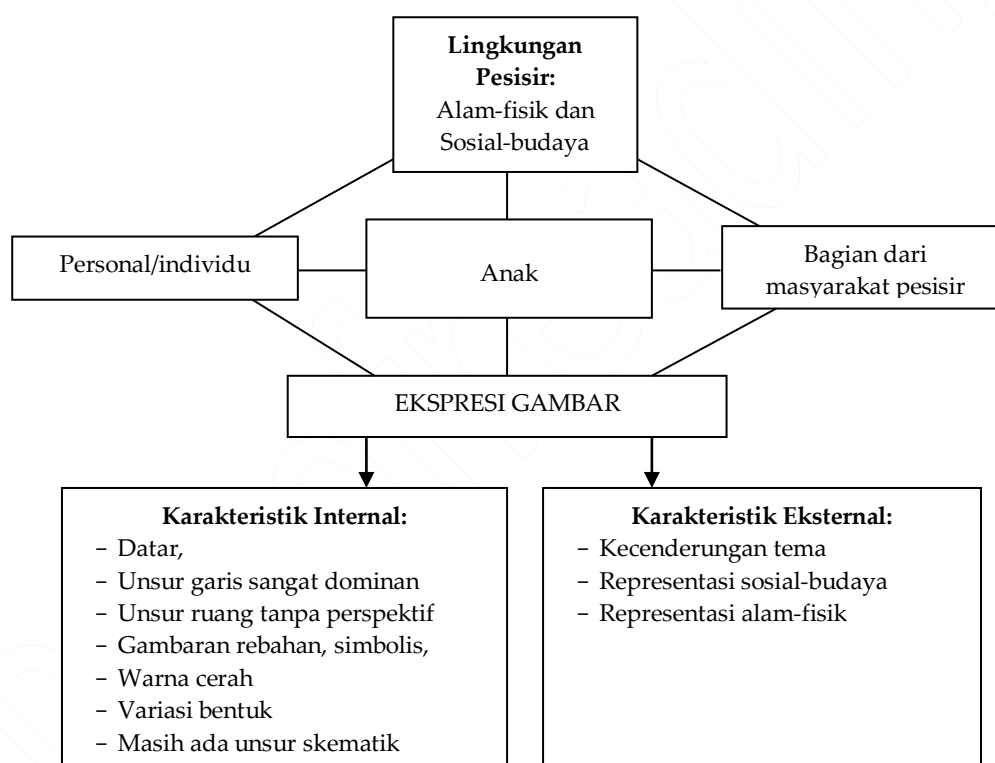 Lingkungan
Pesisir:
Alam-fisik dan
Sosial-budaya
Personal/individu
Anak
Bagian dari
masyarakat pesisir
EKSPRESI GAMBAR
Karakteristik Internal:
– Datar,
– Unsur garis sangat dominan
– Unsur ruang tanpa perspektif
– Gambaran rebahan, simbolis,
– Warna cerah
– Variasi bentuk
– Masih ada unsur skematik
Karakteristik Eksternal:
– Kecenderungan tema
– Representasi sosial-budaya
– Representasi alam-fisik